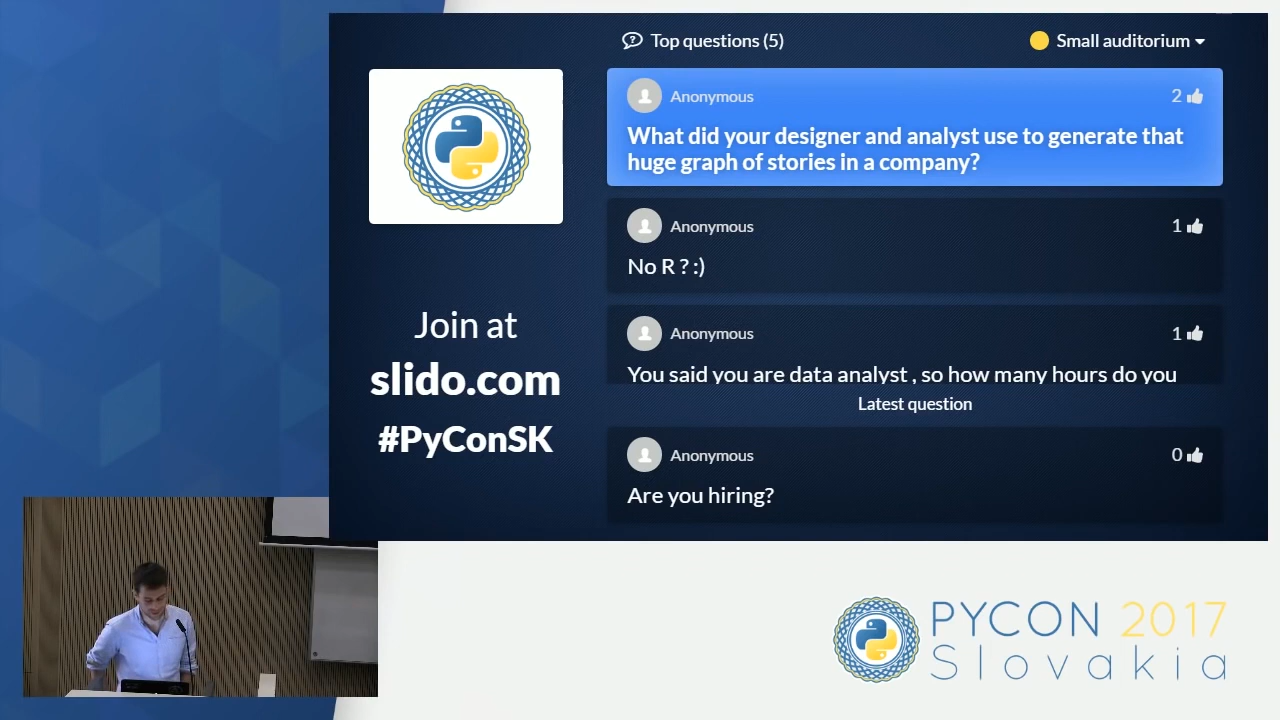 Top questions (5)
Small auditorium
Anonymous
2
What did your designer and analyst use to generate that
huge graph of stories in a company?
Anonymous
1
No R ? :)
Anonymous
1
You said you are data analyst , so how many hours do you
Latest question
Anonymous
0
Are you hiring?
Join at
slido.com
#PyConSK
PYCON 2017
Slovakia